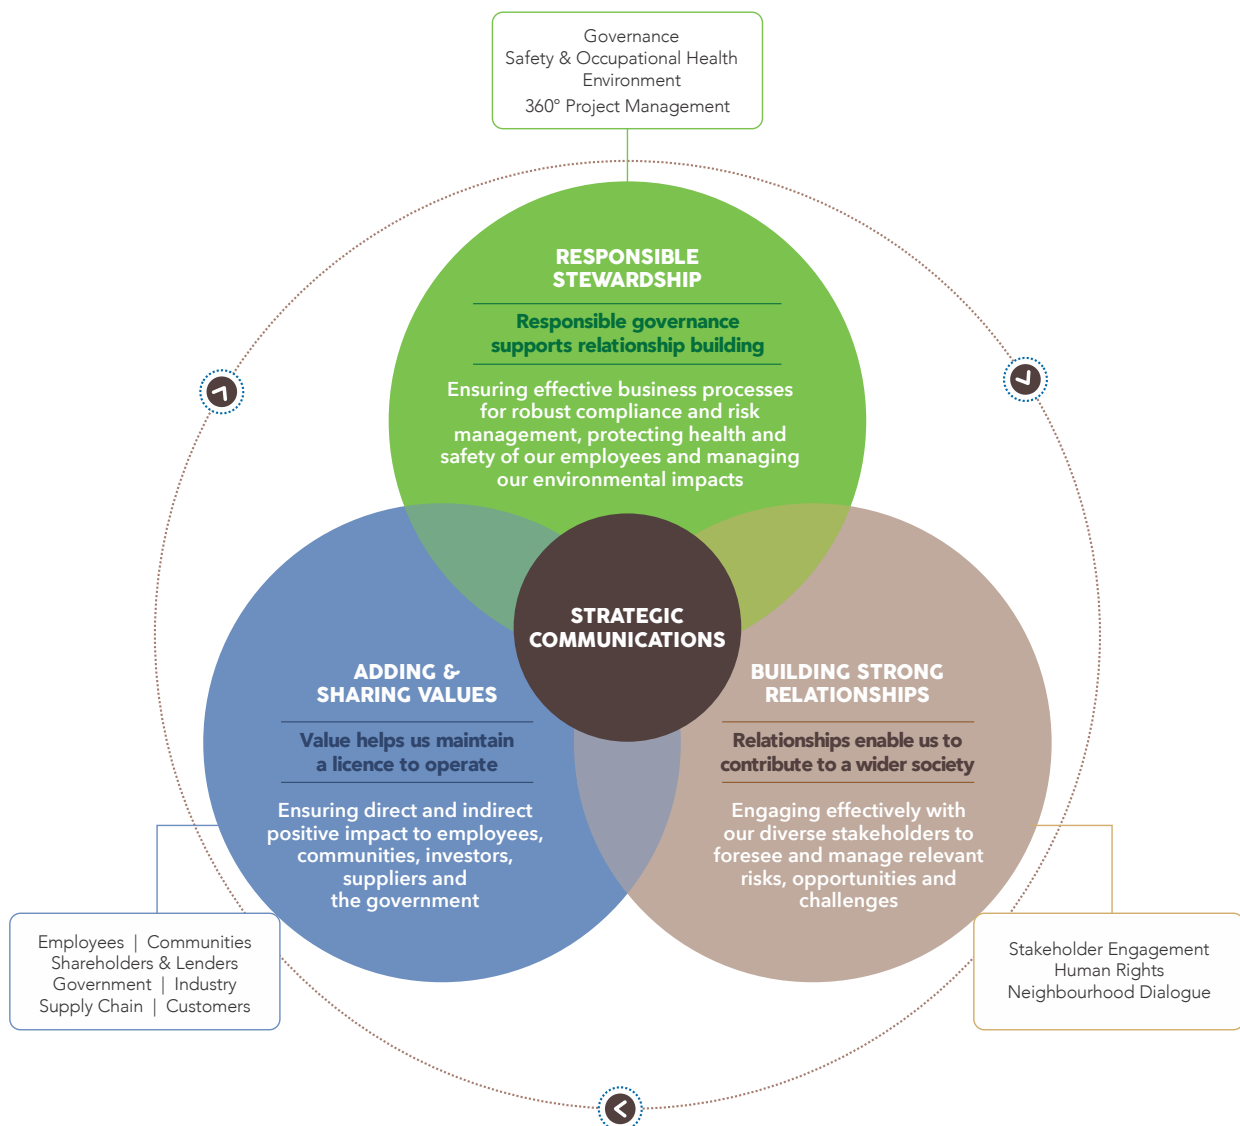 Governance
Safety & Occupational Health
Environment
360° Project Management
RESPONSIBLE
STEWARDSHIP
Responsible governance
supports relationship building
Ensuring effective business processes
for robust compliance and risk
management, protecting health and
safety of our employees and managing
our environmental impacts
STRATEGIC
COMMUNICATIONS
ADDING &
SHARING VALUES
Value helps us maintain
a licence to operate
Ensuring direct and indirect
positive impact to employees,
communities, investors,
suppliers and
the government
BUILDING STRONG
RELATIONSHIPS
Relationships enable us to
contribute to a wider society
Engaging effectively with
our diverse stakeholders to
foresee and manage relevant
risks, opportunities and
challenges
Employees | Communities
Shareholders & Lenders
Government | Industry
Supply Chain | Customers
Stakeholder Engagement
Human Rights
Neighbourhood Dialogue